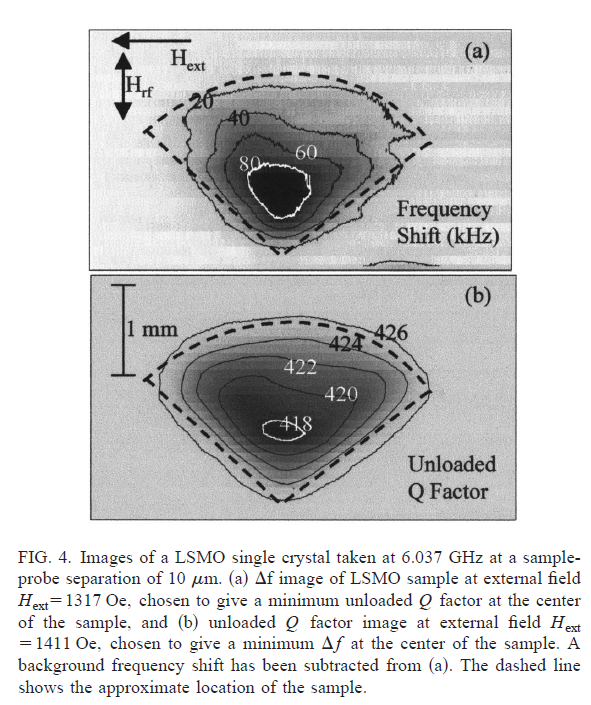 (a)
Hext
Hrf
20
40
60
80
Frequency
Shift (kHz)
(b)
1 mm
426
424
422
420
418
Unloaded
Q Factor
FIG. 4. Images of a LSMO single crystal taken at 6.037 GHz at a sample-
probe separation of 10 μm. (a) Δf image of LSMO sample at external field
Hext=1317 Oe, chosen to give a minimum unloaded Q factor at the center
of the sample, and (b) unloaded Q factor image at external field Hext
=1411 Oe, chosen to give a minimum Δf at the center of the sample. A
background frequency shift has been subtracted from (a). The dashed line
shows the approximate location of the sample.